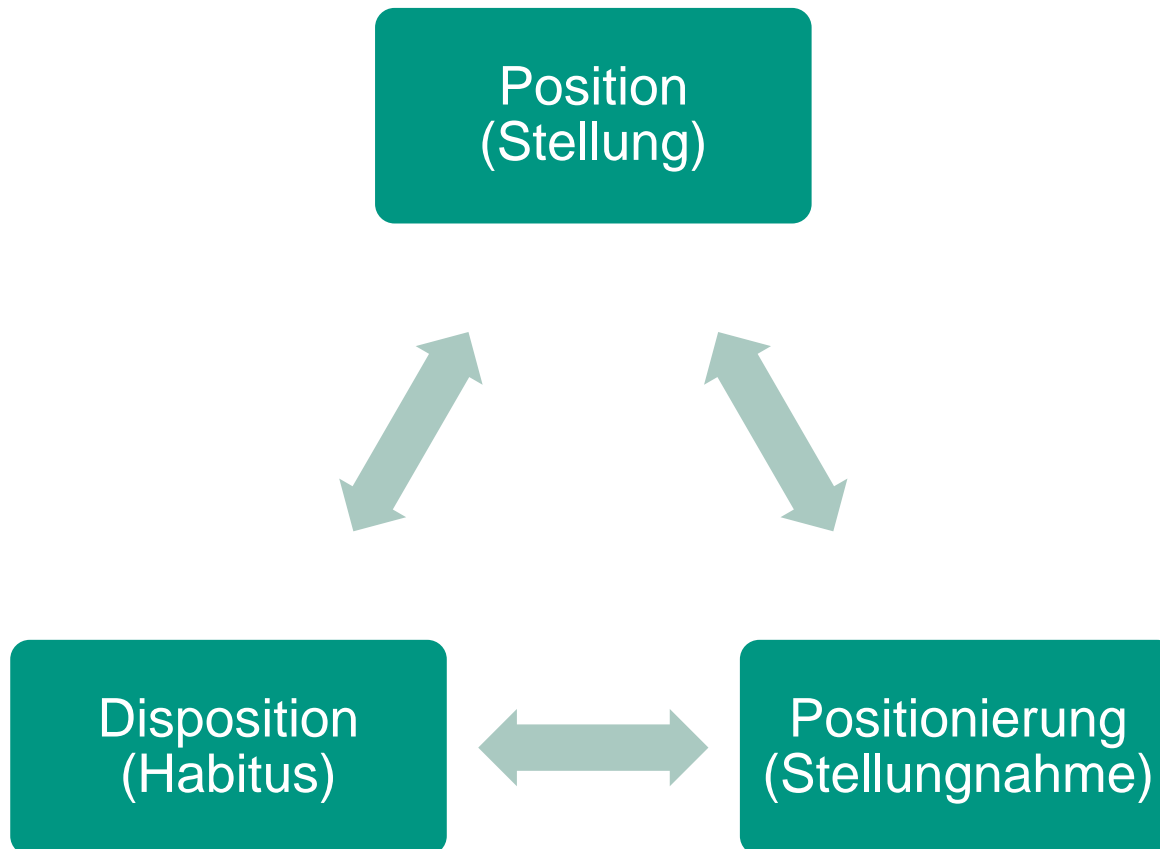 Position
(Stellung)
Disposition
(Habitus)
Positionierung
(Stellungnahme)